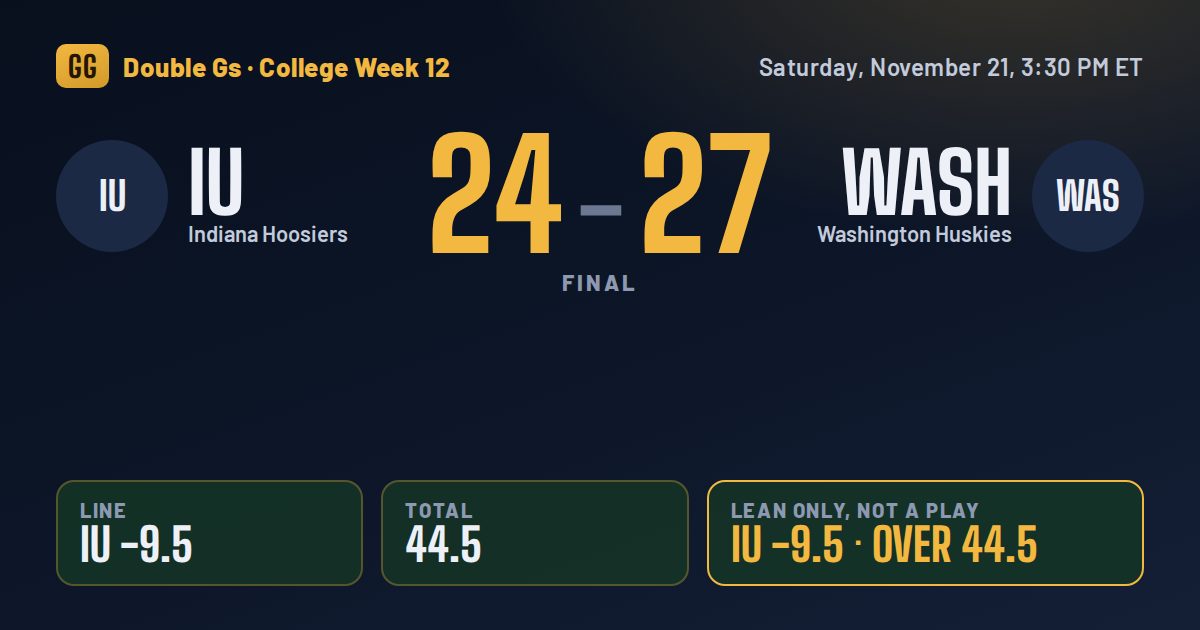 GG Double Gs · College Week 12
Saturday, November 21, 3:30 PM ET
IU
IU
Indiana Hoosiers
24 – 27
FINAL
WASH
Washington Huskies
WAS
LINE
IU −9.5
TOTAL
44.5
LEAN ONLY, NOT A PLAY
IU −9.5 · OVER 44.5